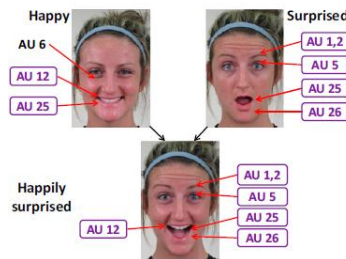 Happy
Surprised
AU 6
AU 12
AU 25
AU 1,2
AU 5
AU 25
AU 26
Happily
surprised
AU 12
AU 1,2
AU 5
AU 25
AU 26